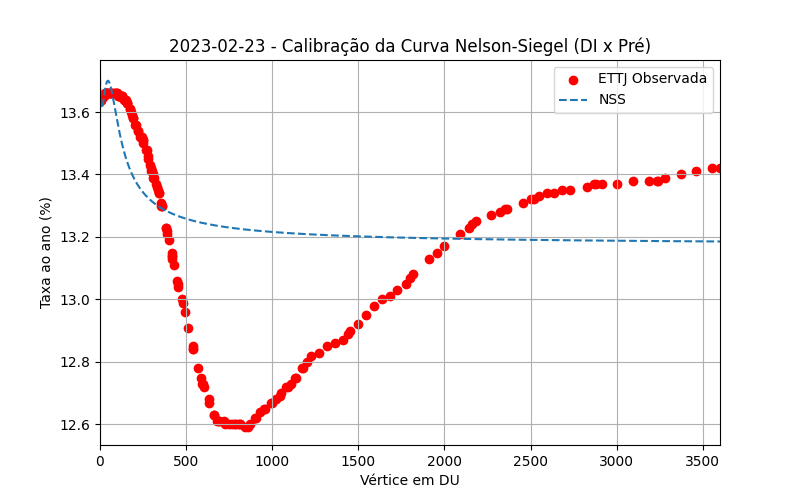 2023-02-23 - Calibração da Curva Nelson-Siegel (DI x Pré)
ETTJ Observada
NSS
Taxa ao ano (%)
13.6
13.4
13.2
13.0
12.8
12.6
0 500 1000 1500 2000 2500 3000 3500
Vértice em DU